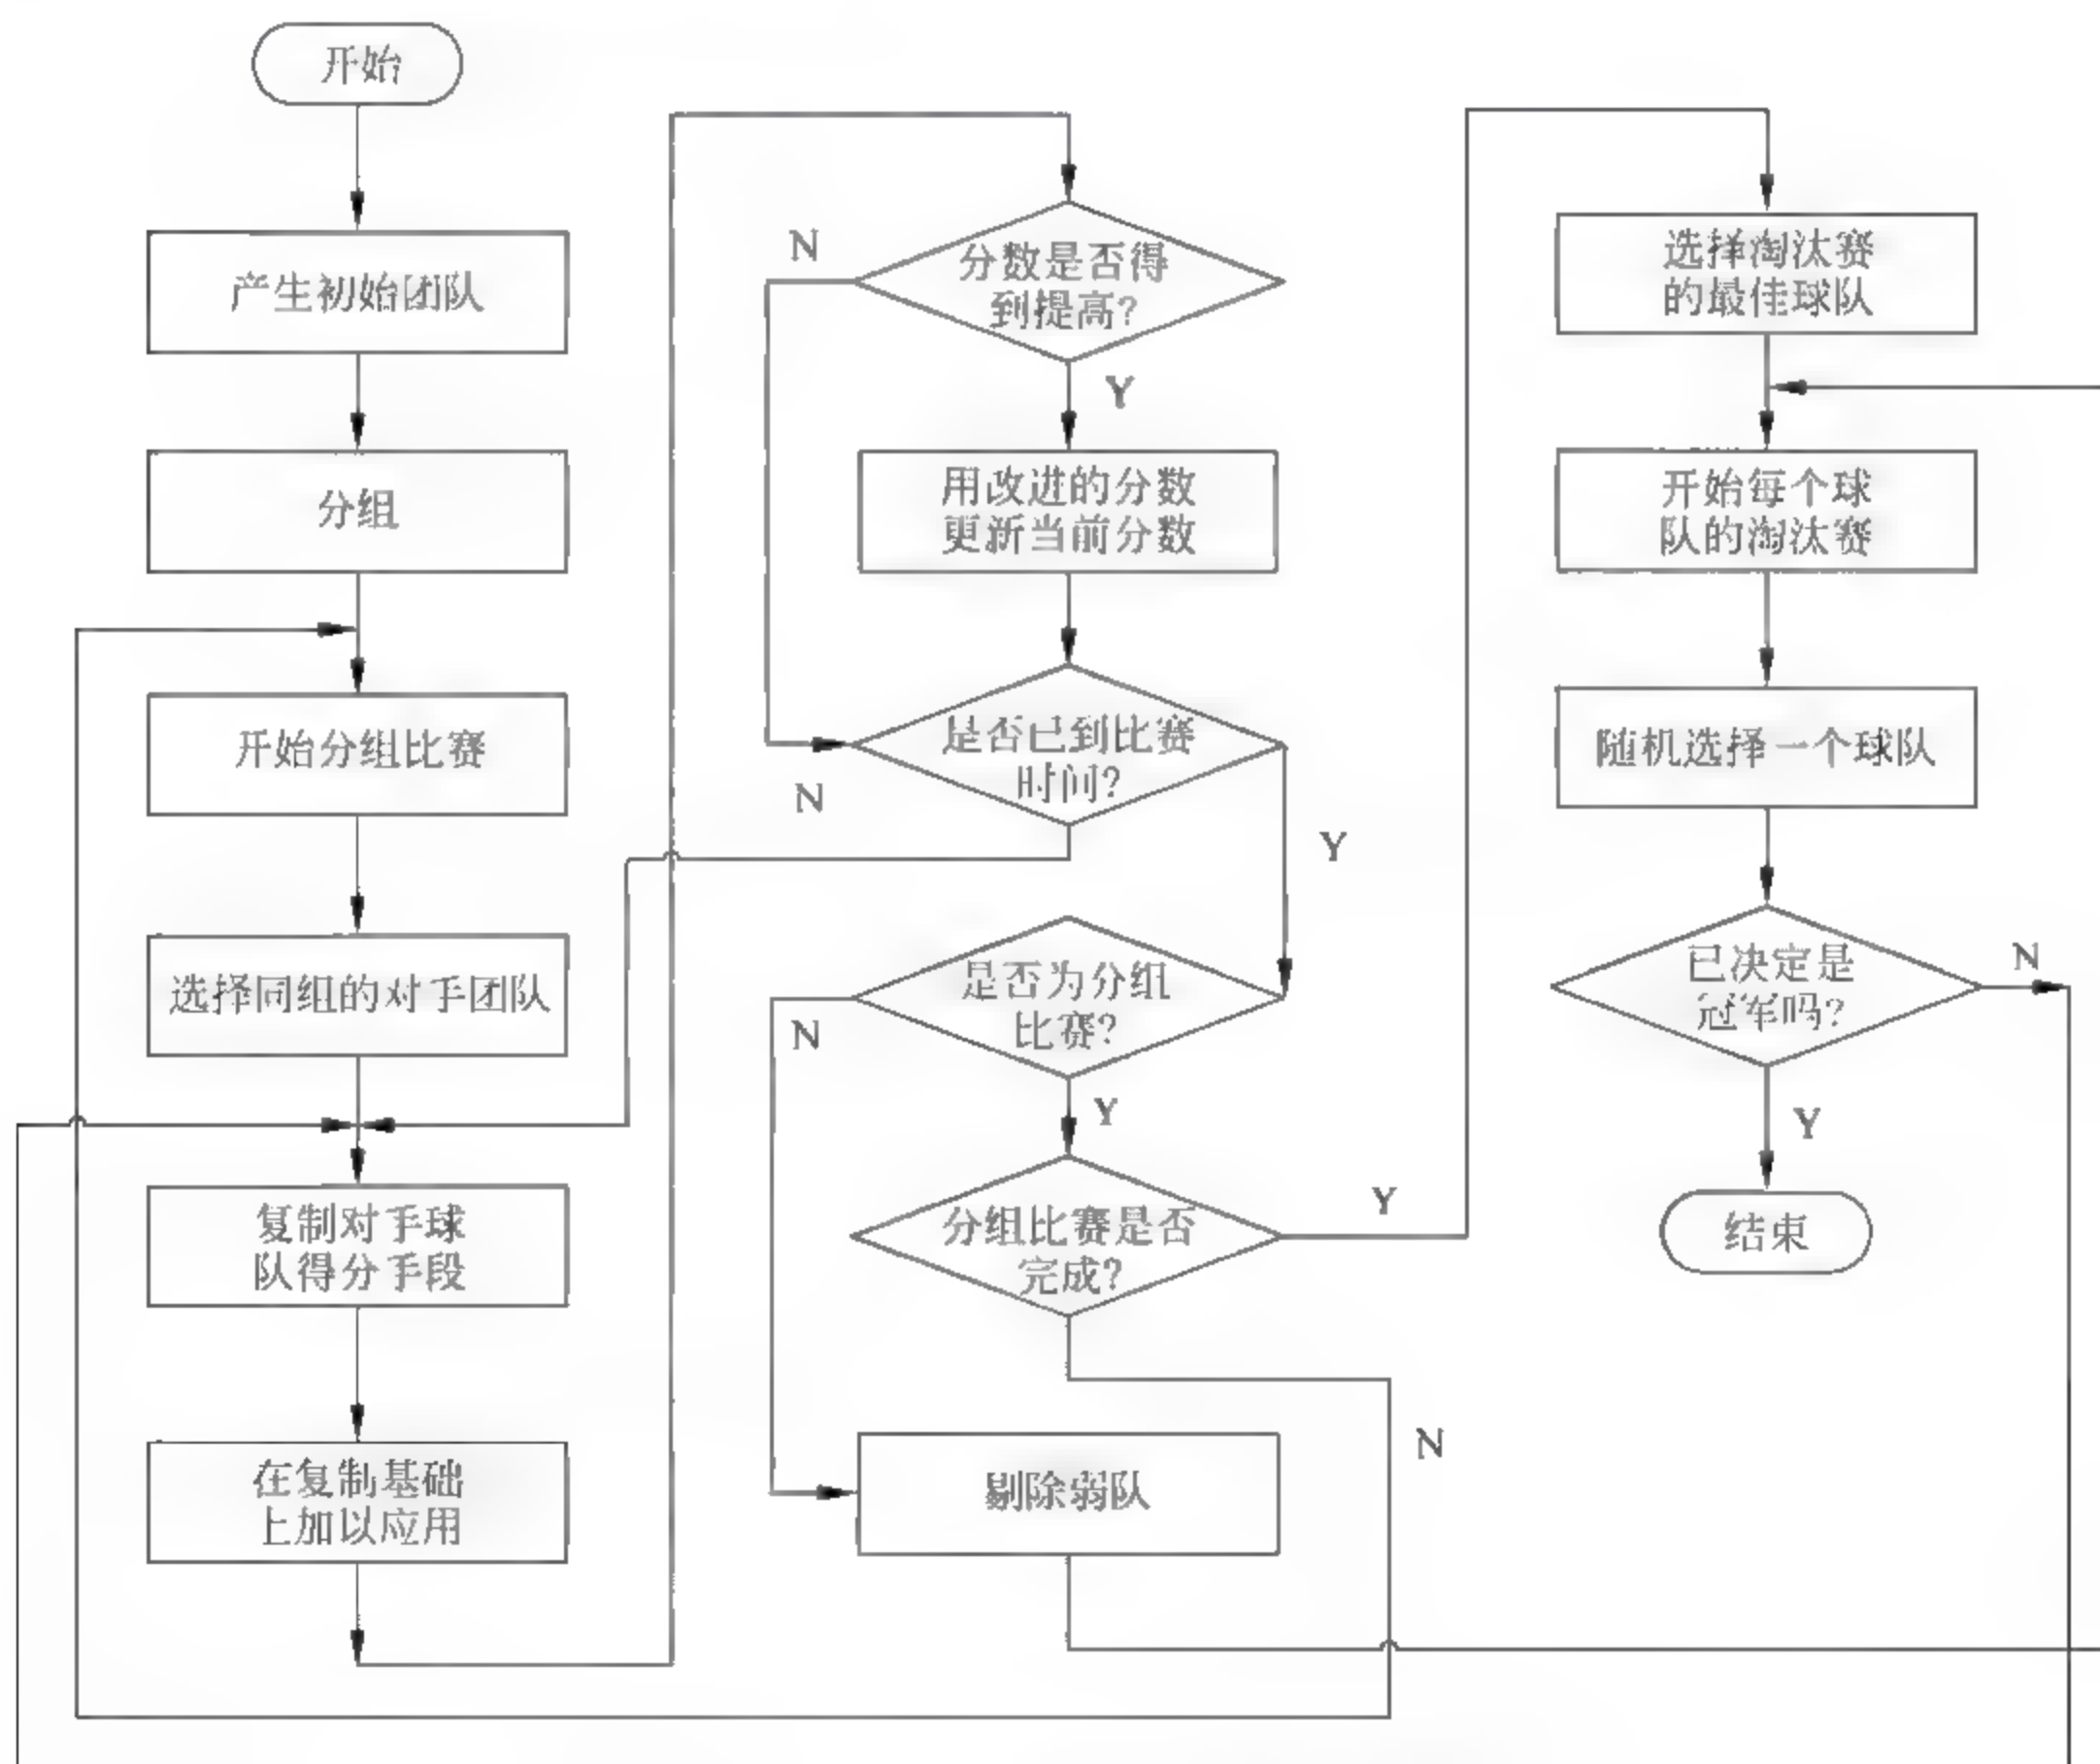 开始
产生初始团队
分组
开始分组比赛
选择同组的对手团队
复制对手球
队得分手段
在复制基础
上加以应用
分数是否得
到提高?
N
Y
用改进的分数
更新当前分数
是否已到比赛
时间?
N
Y
是否为分组
比赛?
N
Y
分组比赛是否
完成?
Y
N
剔除弱队
选择淘汰赛
的最佳球队
开始每个球
队的淘汰赛
随机选择一个球队
已决定是
冠军吗?
N
Y
结束